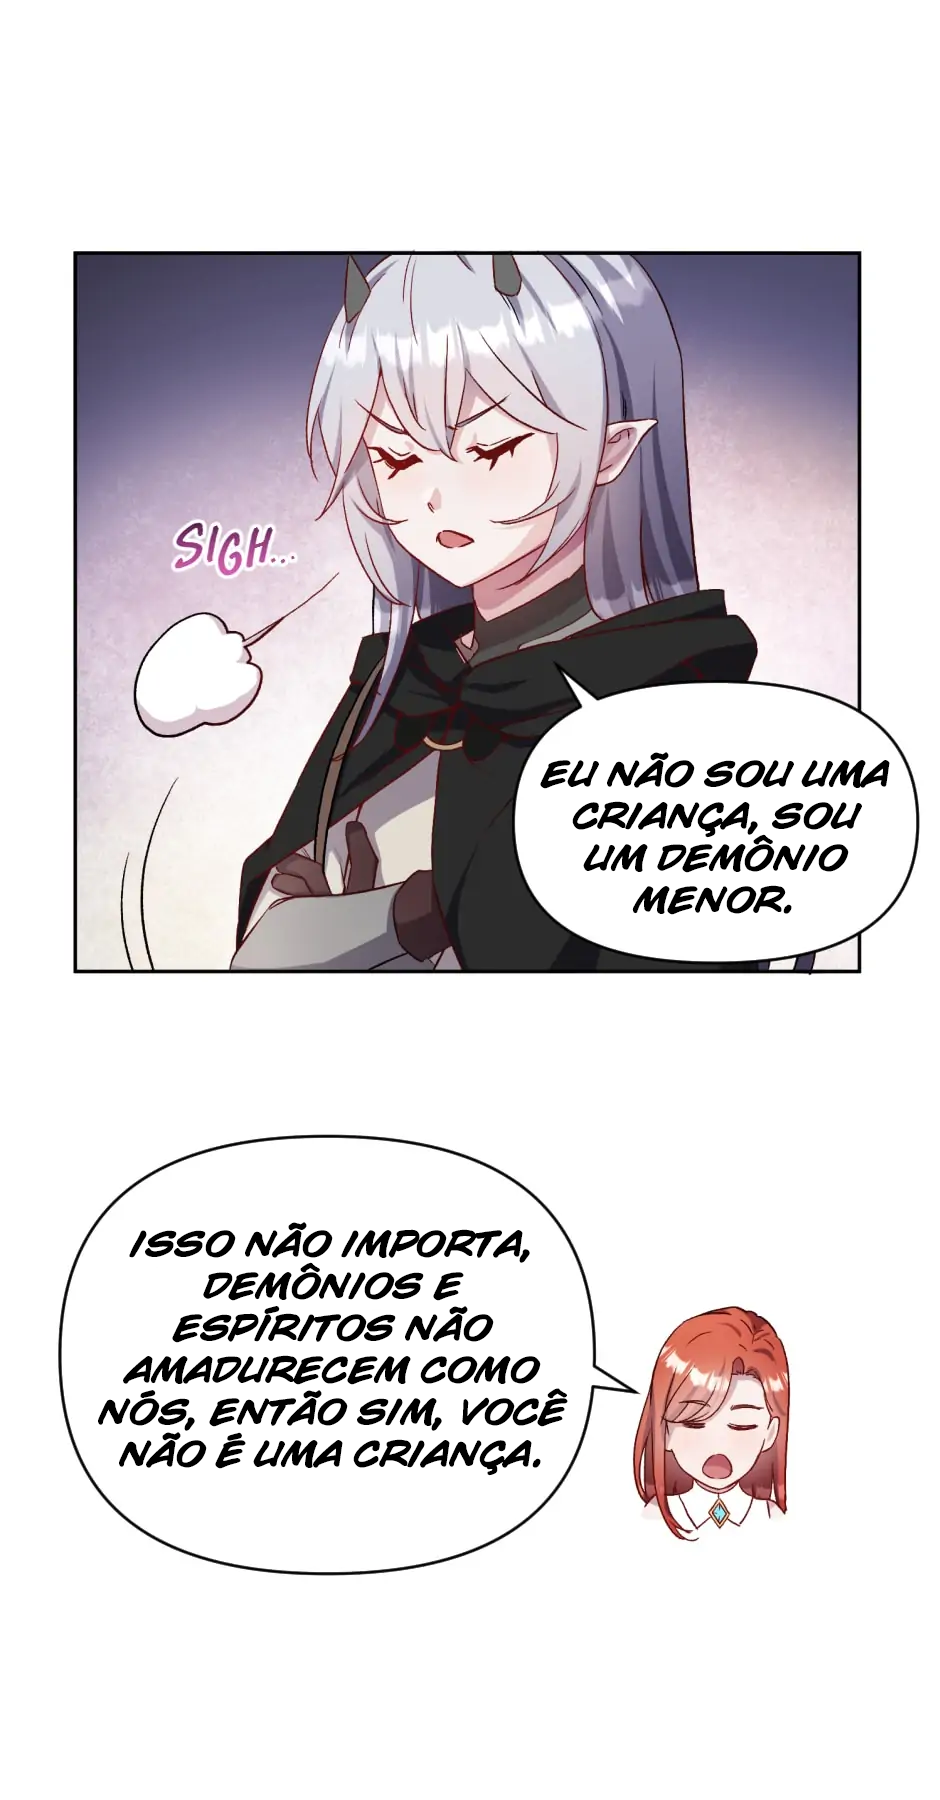 SIGH...
EU NÃO SOU UMA
CRIANÇA, SOU
UM DEMÔNIO
MENOR.
ISSO NÃO IMPORTA,
DEMÔNIOS E
ESPÍRITOS NÃO
AMADURECEM COMO
NÓS, ENTÃO SIM, VOCÊ
NÃO É UMA CRIANÇA.